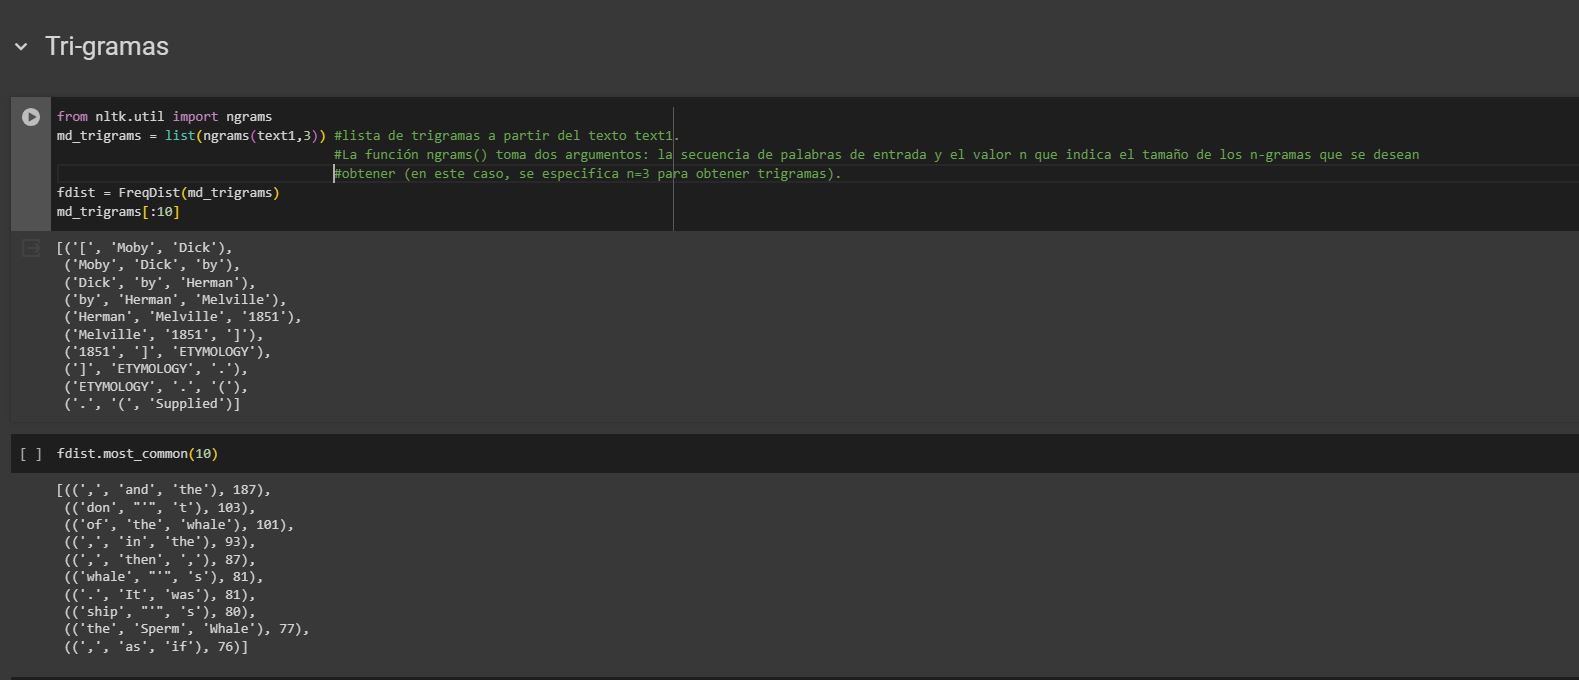 Tri-gramas
from nltk.util import ngrams
md_trigrams = list(ngrams(text1,3)) #lista de trigramas a partir del texto text1.
#La función ngrams() toma dos argumentos: la secuencia de palabras de entrada y el valor n que indica el tamaño de los n-gramas que se desean
#obtener (en este caso, se especifica n=3 para obtener trigramas).
fdist = FreqDist(md_trigrams)
md_trigrams[:10]
[('[', 'Moby', 'Dick'),
('Moby', 'Dick', 'by'),
('Dick', 'by', 'Herman'),
('by', 'Herman', 'Melville'),
('Herman', 'Melville', '1851'),
('Melville', '1851', ']'),
('1851', ']', 'ETYMOLOGY'),
(']', 'ETYMOLOGY', '.'),
('ETYMOLOGY', '.', '('),
('.', '(', 'Supplied')]
[ ] fdist.most_common(10)
[((',', 'and', 'the'), 187),
(('don', "'", 't'), 103),
(('of', 'the', 'whale'), 101),
((',', 'in', 'the'), 93),
((',', 'then', ','), 87),
(('whale', "'", 's'), 81),
(('.', 'It', 'was'), 81),
(('ship', "'", 's'), 80),
(('the', 'Sperm', 'Whale'), 77),
((',', 'as', 'if'), 76)]